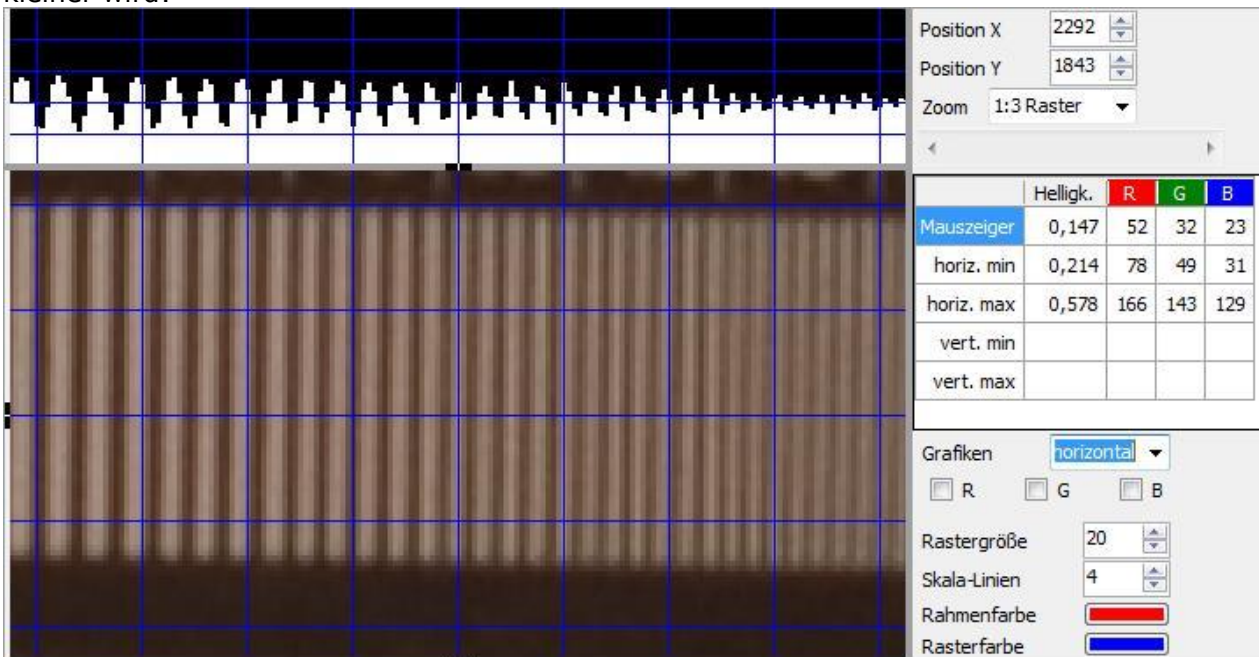 kleiner wird:
Position X 2292
Position Y 1843
Zoom 1:3 Raster
Helligk. R G B
Mauszeiger 0,147 52 32 23
horiz. min 0,214 78 49 31
horiz. max 0,578 166 143 129
vert. min
vert. max
Grafiken horizontal
R G B
Rastergröße 20
Skala-Linien 4
Rahmenfarbe
Rasterfarbe